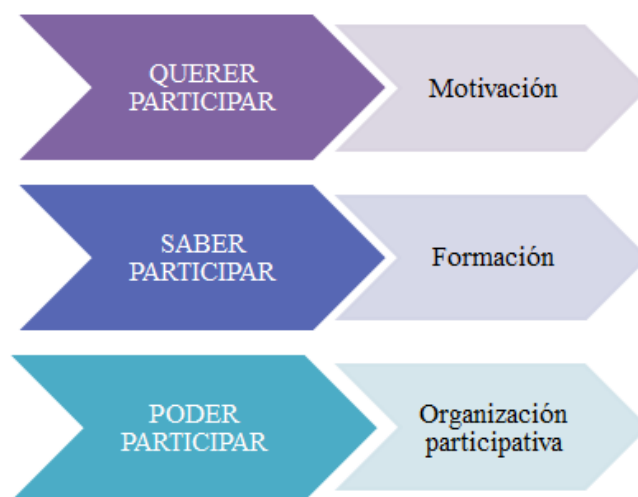 QUERER
PARTICIPAR
Motivación
SABER
PARTICIPAR
Formación
PODER
PARTICIPAR
Organización
participativa